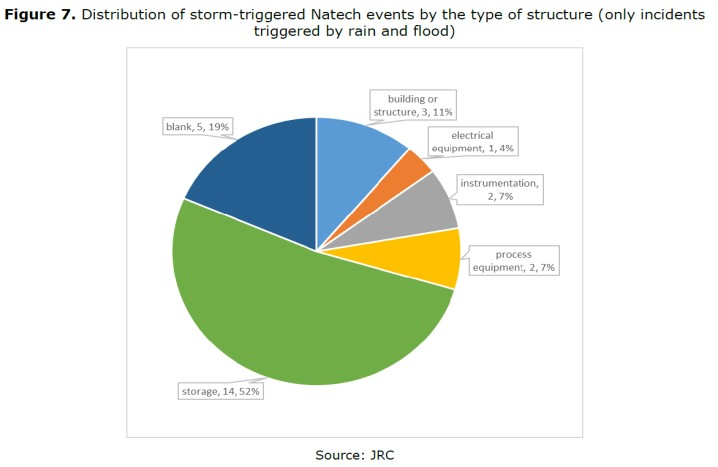 Figure 7. Distribution of storm-triggered Natech events by the type of structure (only incidents
triggered by rain and flood)
building or
structure, 3, 11%
blank, 5, 19%
electrical
equipment, 1, 4%
instrumentation,
2, 7%
process
equipment, 2, 7%
storage, 14, 52%
Source: JRC